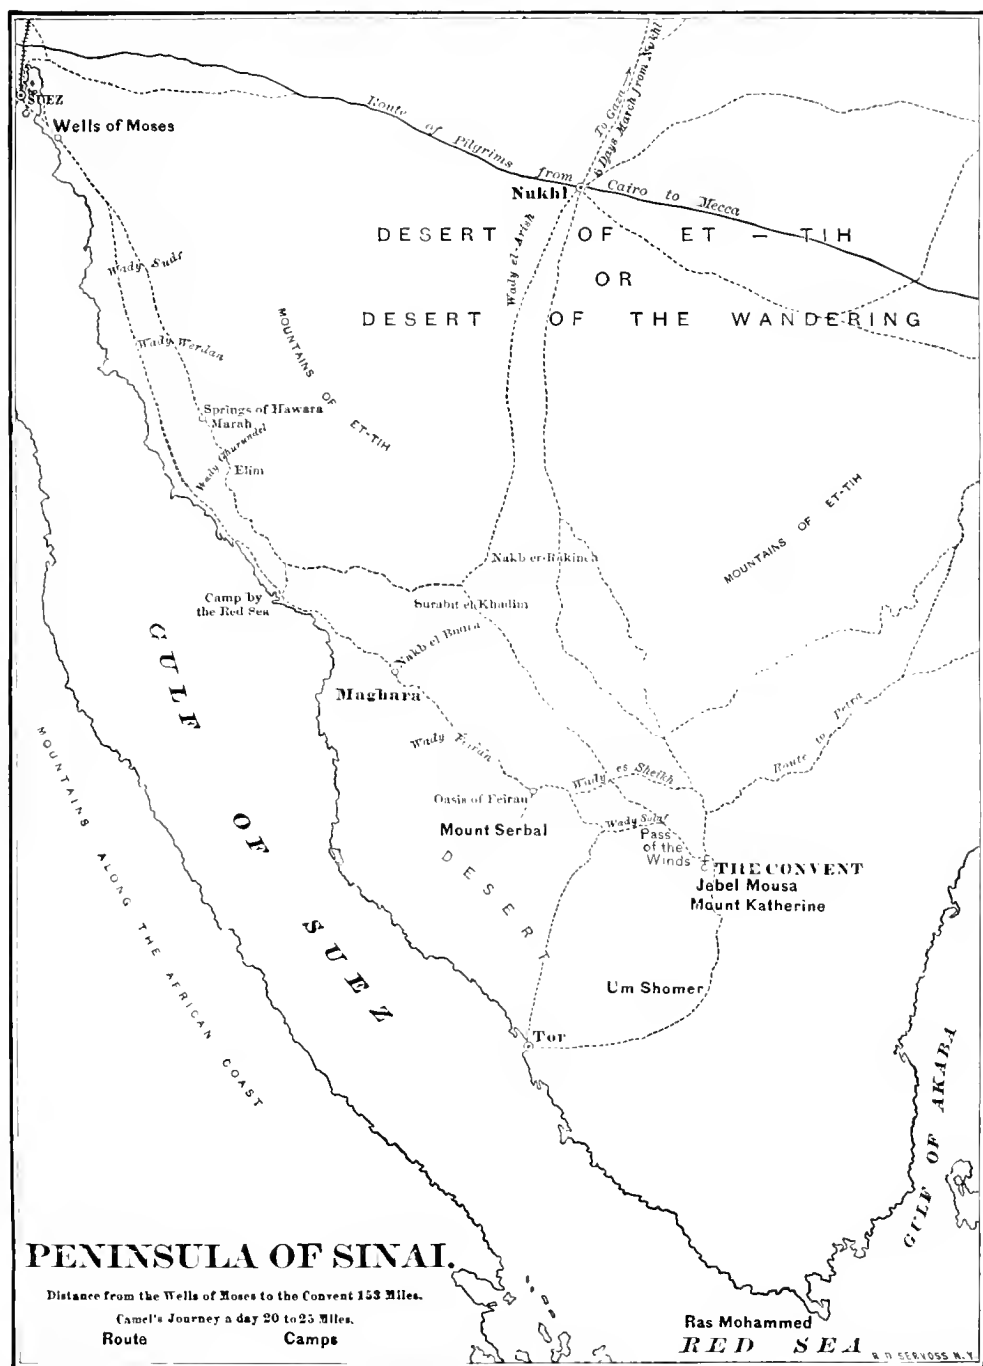 SUEZ
Wells of Moses
Route of Pilgrims from Cairo to Mecca
To Gaza
6 Days March from Nukhl
Nukhl
DESERT OF ET-TIH
OR
DESERT OF THE WANDERING
Wady el-Arish
Wady Sudr
Wady Werdan
MOUNTAINS OF ET-TIH
Springs of Hawara
Marah
Wady Ghurundel
Elim
MOUNTAINS OF ET-TIH
Nakb er-Rakineh
Camp by
the Red Sea
Surabit el Khadim
Nakb el Budra
Maghara
GULF OF SUEZ
MOUNTAINS ALONG THE AFRICAN COAST
Wady Feiran
Route to Petra
Wady es Sheikh
Oasis of Feiran
Mount Serbal
Wady Solaf
Pass
of the
Winds
THE CONVENT
Jebel Mousa
Mount Katherine
DESERT
Um Shomer
Tor
GULF OF AKABA
PENINSULA OF SINAI.
Distance from the Wells of Moses to the Convent 153 Miles.
Camel's Journey a day 20 to 25 Miles.
Route Camps
Ras Mohammed
RED SEA
R D SERVOSS N.Y.